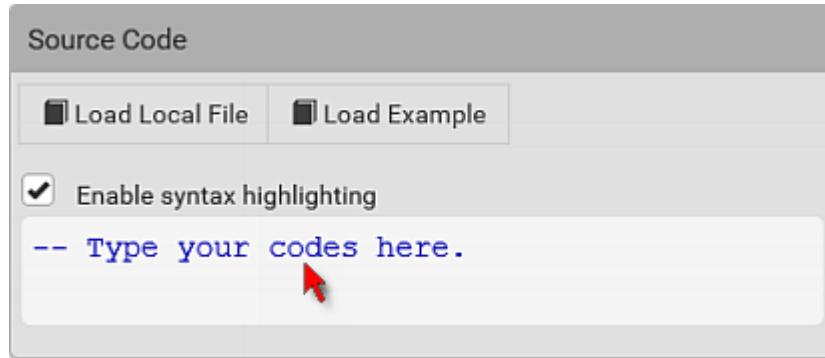 Source Code
Load Local File Load Example
Enable syntax highlighting
-- Type your codes here.